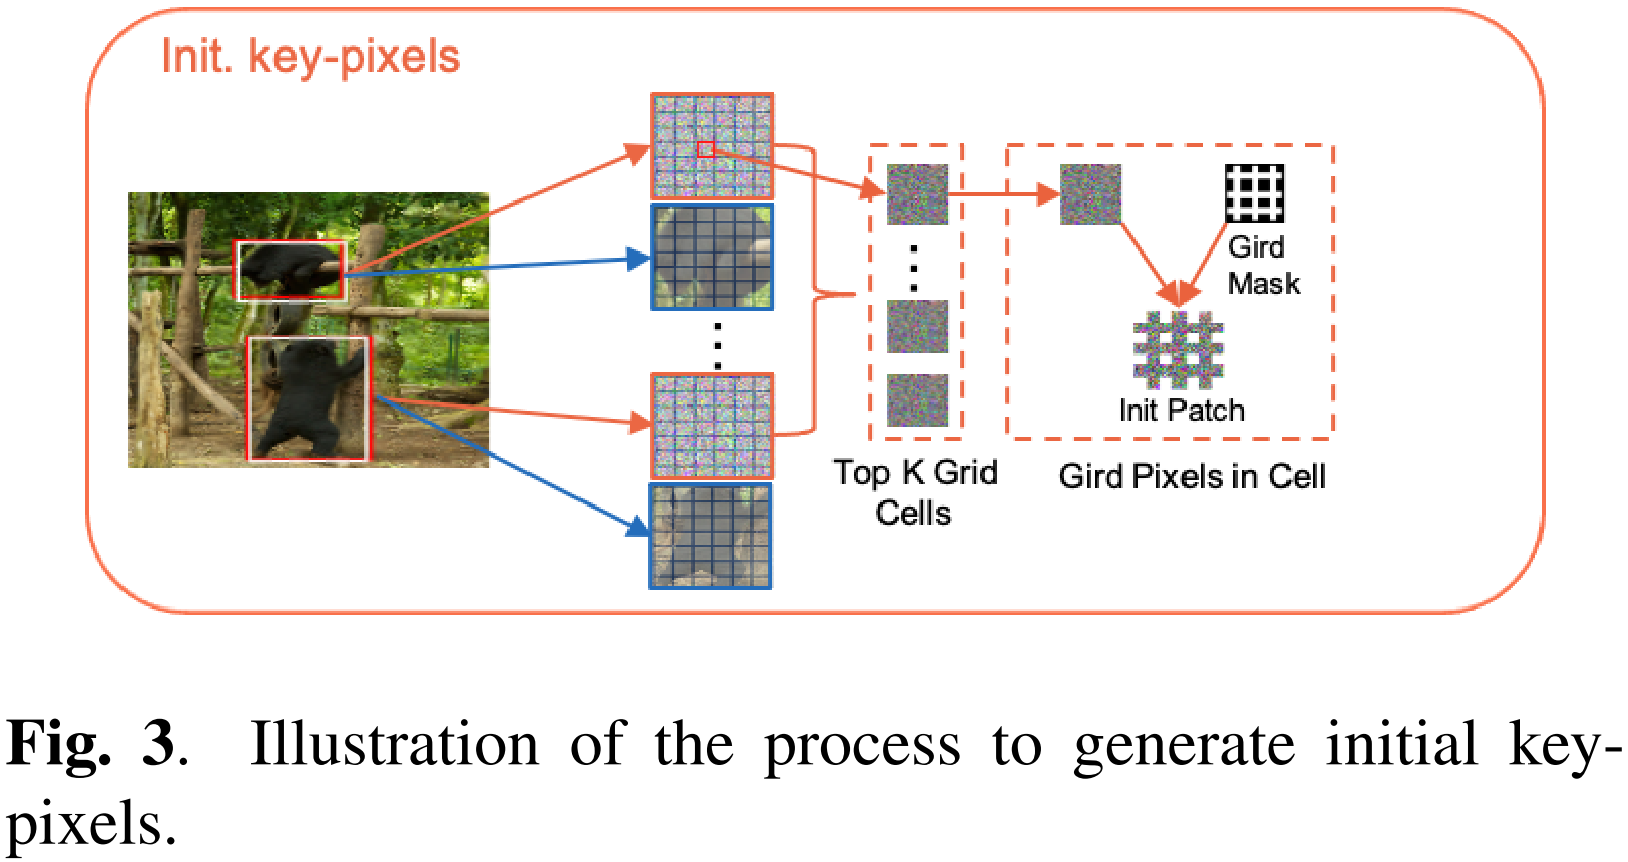 Init. key-pixels
Gird
Mask
Init Patch
Top K Grid
Cells
Gird Pixels in Cell
Fig. 3. Illustration of the process to generate initial key-
pixels.